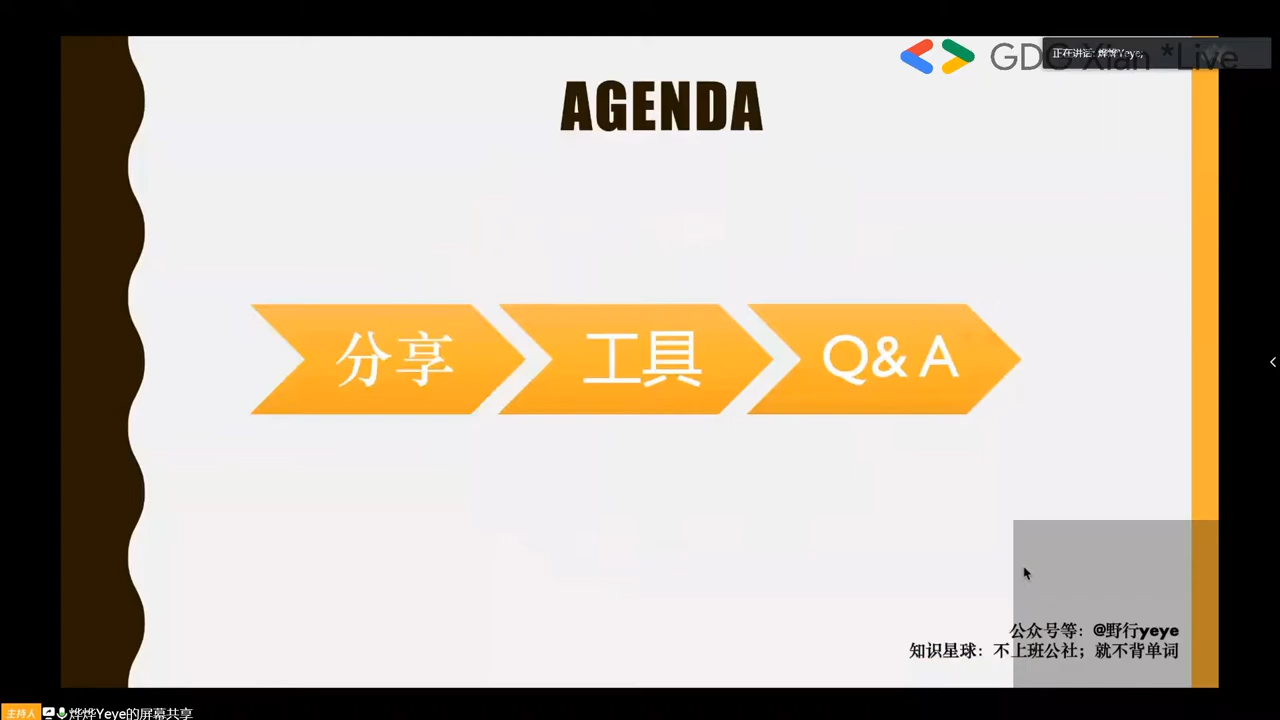 GDG Xian *Live
正在讲话: 烨烨Yeye;
AGENDA
分享
工具
Q& A
公众号等：@野行yeye
知识星球：不上班公社；就不背单词
主持人 烨烨Yeye的屏幕共享